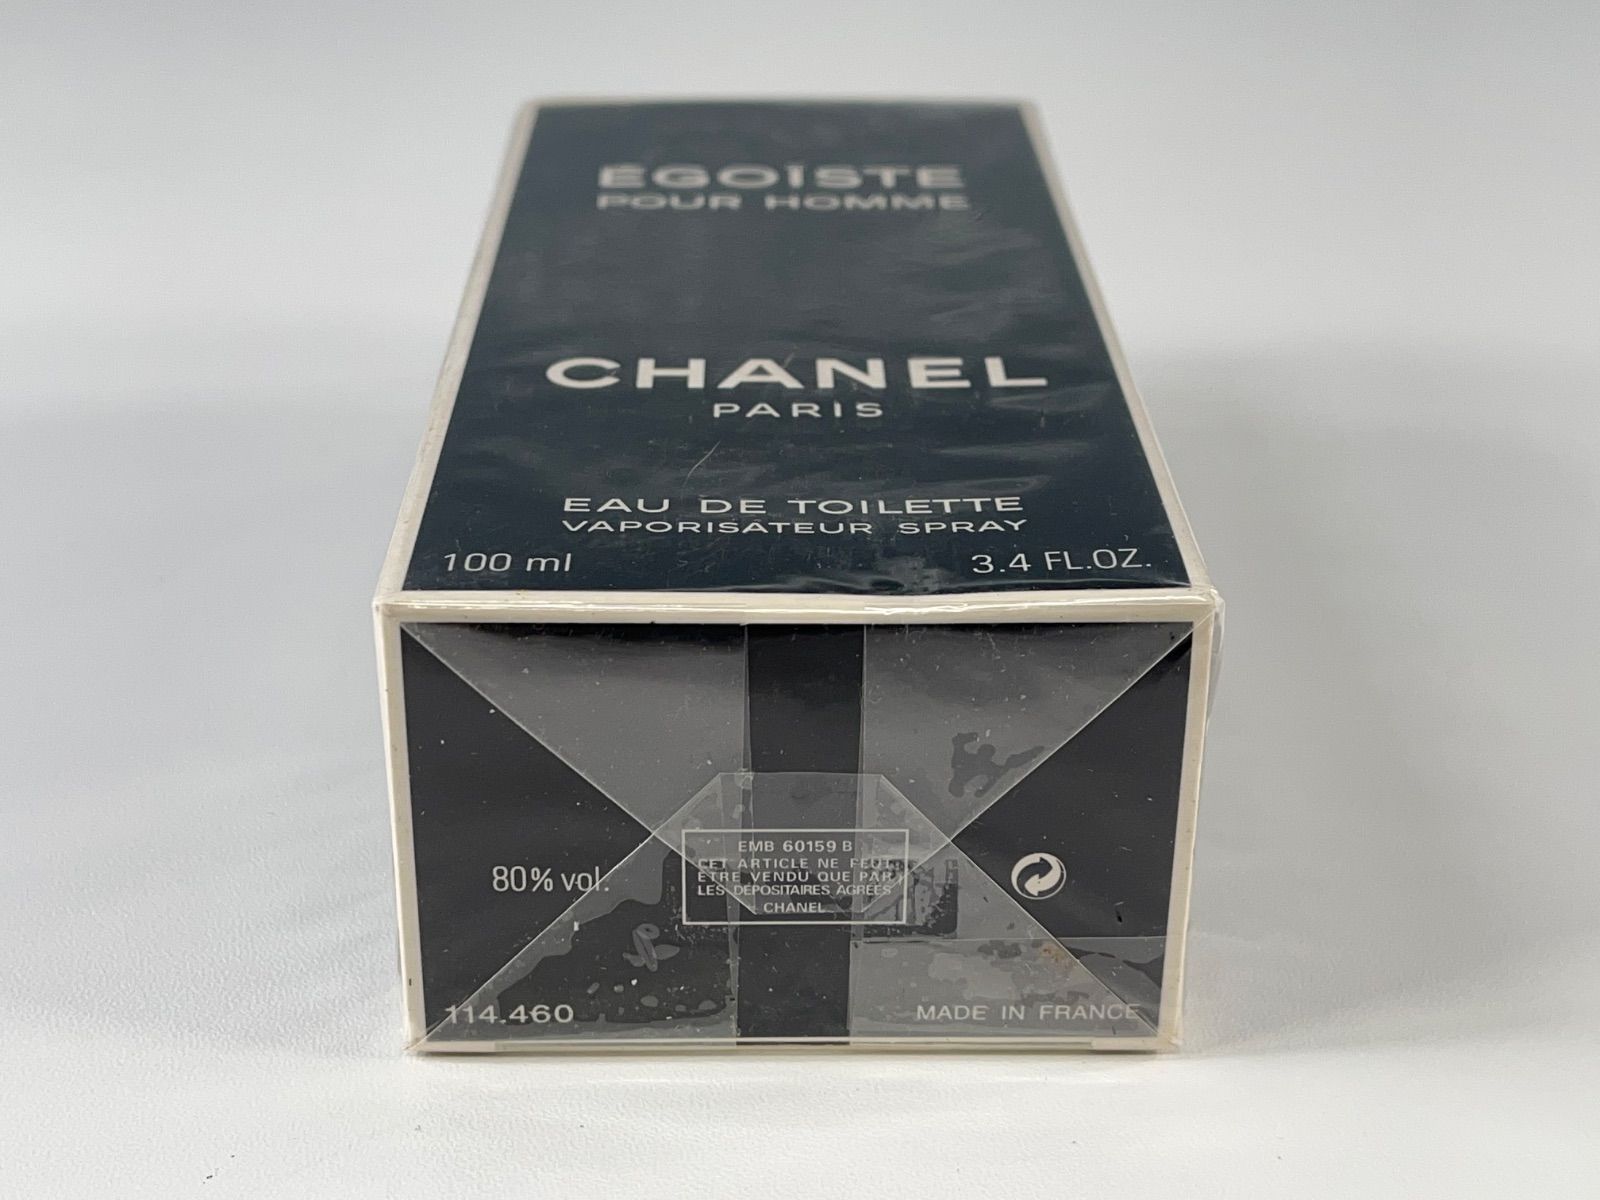 ÉGOÏSTE
POUR HOMME
CHANEL
PARIS
EAU DE TOILETTE
VAPORISATEUR SPRAY
100 ml
3.4 FL.OZ.
EMB 60159 B
CET ARTICLE NE PEUT
ÊTRE VENDU QUE PAR
LES DÉPOSITAIRES AGRÉÉS
CHANEL
80% vol.
114.460
MADE IN FRANCE